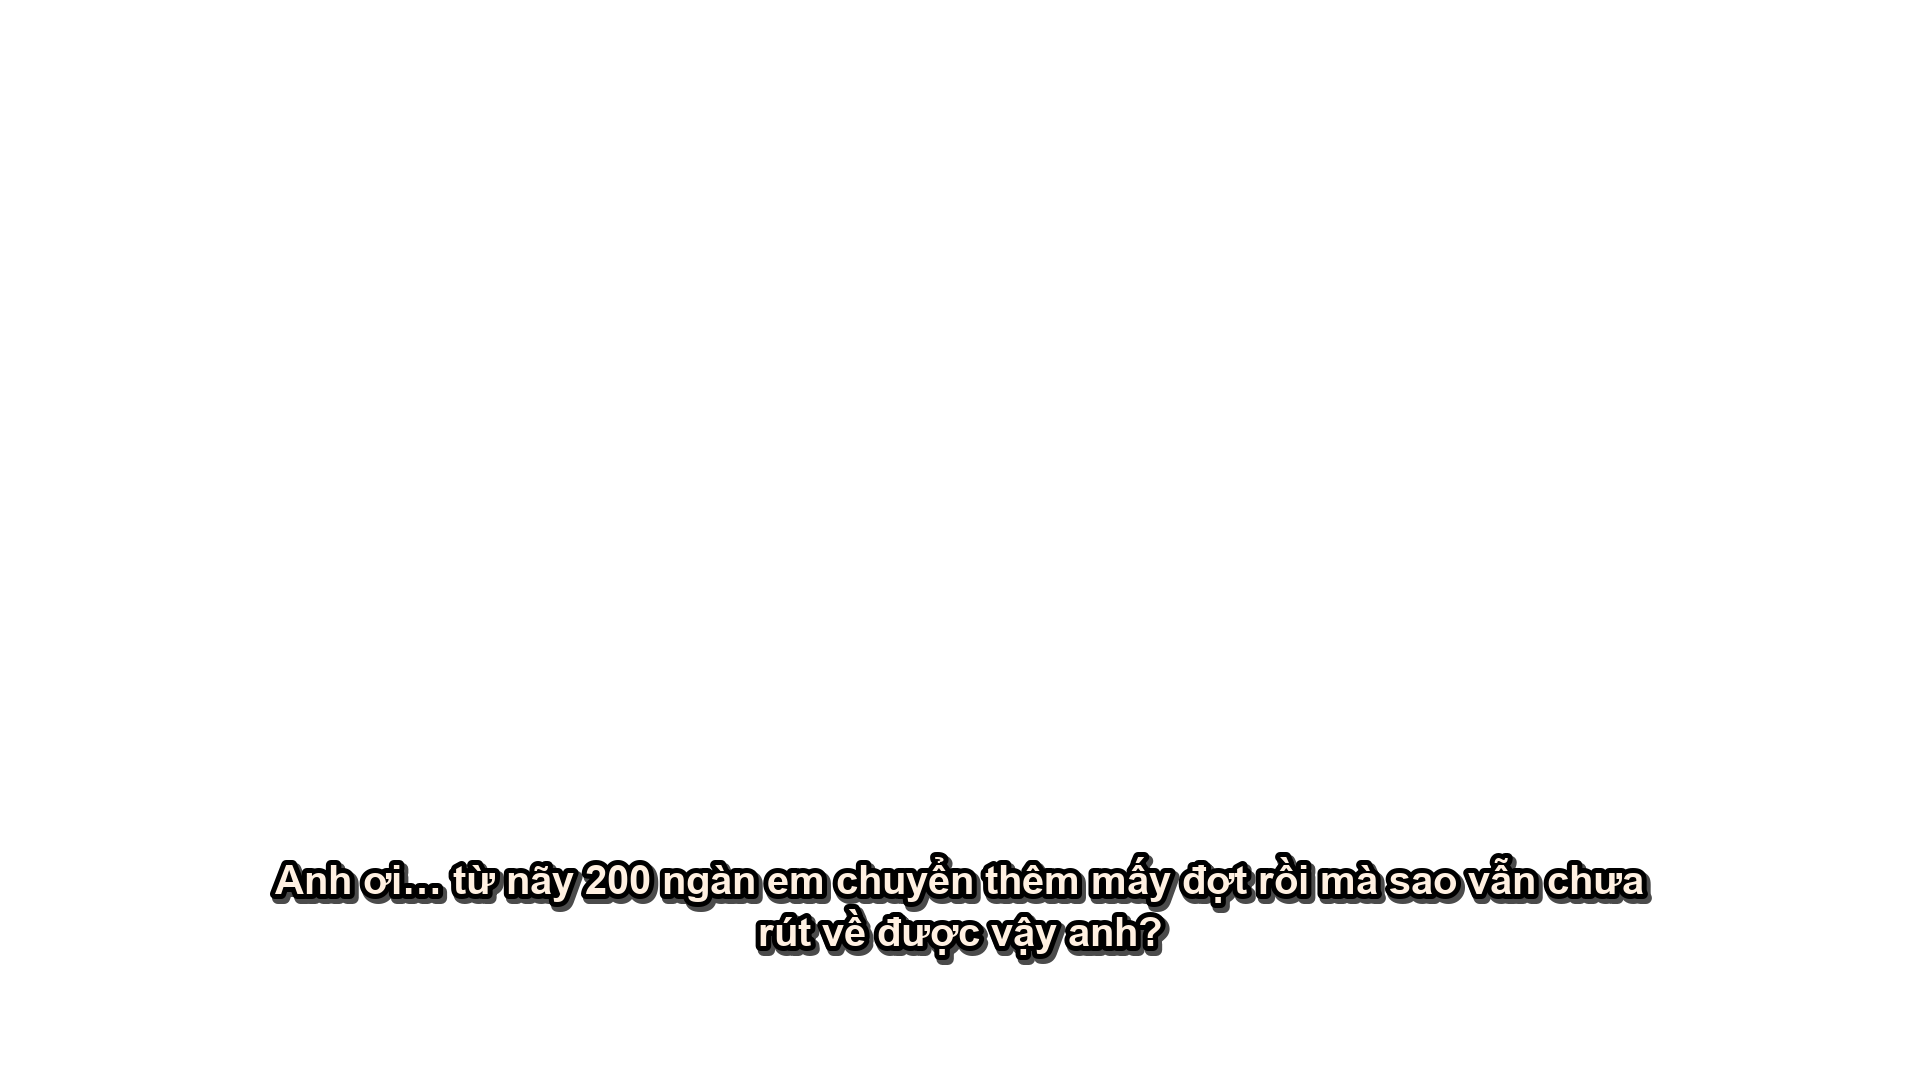 Anh ơi... từ nãy 200 ngàn em chuyển thêm mấy đợt rồi mà sao vẫn chưa
rút về được vậy anh?